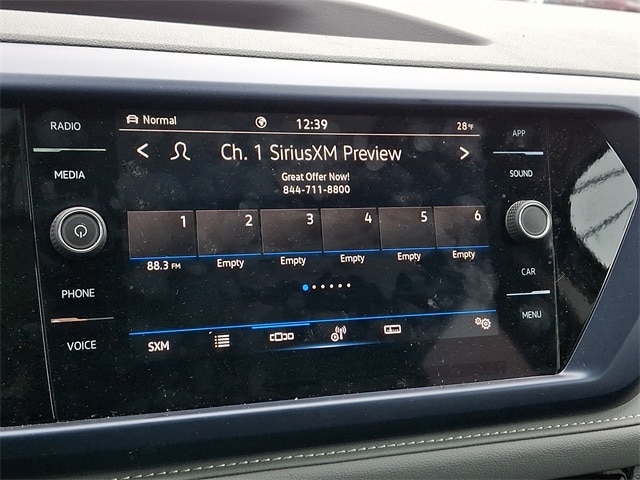 RADIO
MEDIA
PHONE
VOICE
Normal
12:39
28°F
< Ch. 1 SiriusXM Preview >
Great Offer Now!
844-711-8800
1 2 3 4 5 6
88.3 FM Empty Empty Empty Empty Empty
SXM
APP
SOUND
CAR
MENU